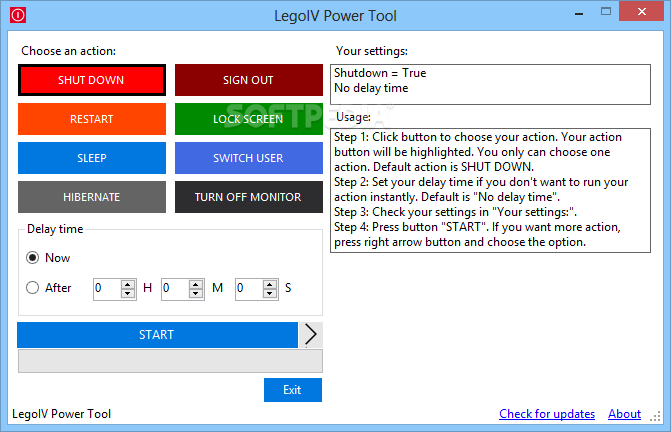 LegoIV Power Tool
Choose an action:
SHUT DOWN
SIGN OUT
RESTART
LOCK SCREEN
SLEEP
SWITCH USER
HIBERNATE
TURN OFF MONITOR
Delay time
Now
After 0 H 0 M 0 S
START
Exit
Your settings:
Shutdown = True
No delay time
SOFTPEDIA
Usage:
Step 1: Click button to choose your action. Your action
button will be highlighted. You only can choose one
action. Default action is SHUT DOWN.
Step 2: Set your delay time if you don't want to run your
action instantly. Default is "No delay time".
Step 3: Check your settings in "Your settings:".
Step 4: Press button "START". If you want more action,
press right arrow button and choose the option.
LegoIV Power Tool
Check for updates
About